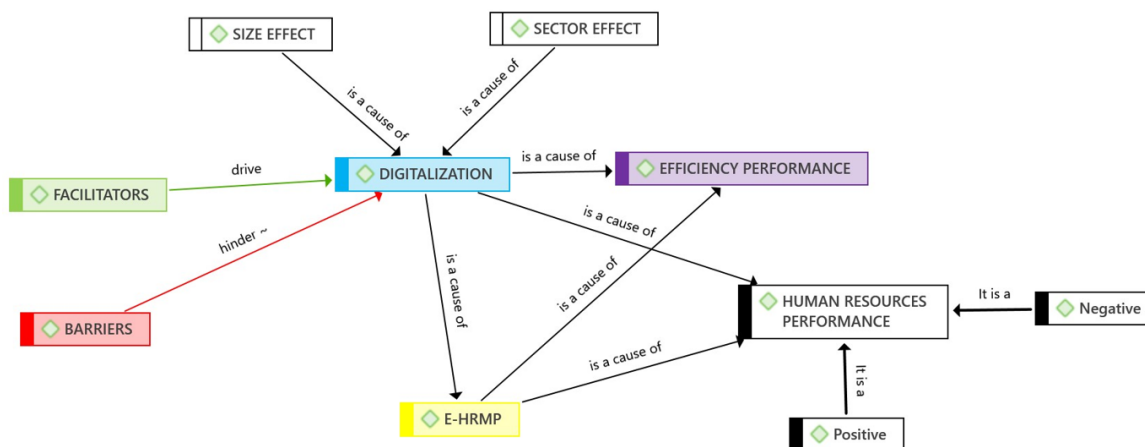 SIZE EFFECT
SECTOR EFFECT
is a cause of
is a cause of
drive
DIGITALIZATION
is a cause of
EFFICIENCY PERFORMANCE
FACILITATORS
hinder ~
is a cause of
is a cause of
is a cause of
HUMAN RESOURCES
PERFORMANCE
It is a
Negative
BARRIERS
is a cause of
It is a
E-HRMP
Positive